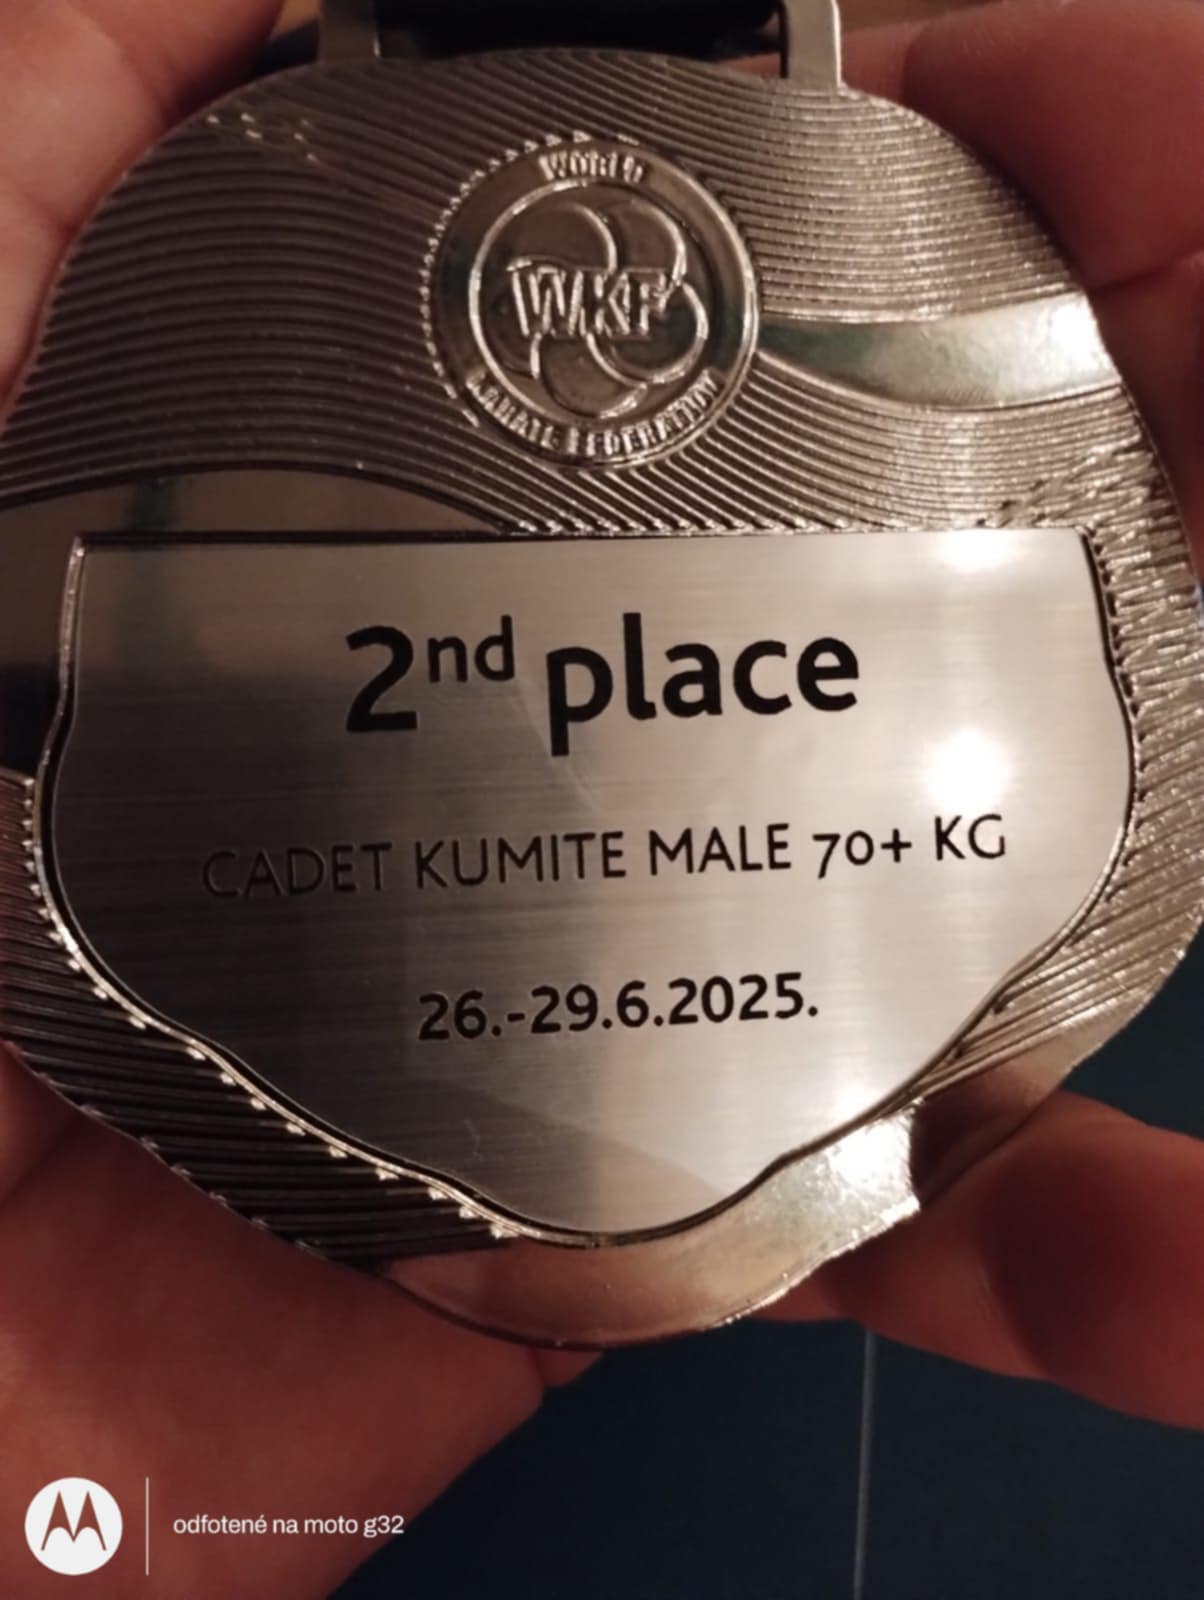 WORLD
WKF
KARATE FEDERATION
2nd place
CADET KUMITE MALE 70+ KG
26.-29.6.2025.
odfotené na moto g32